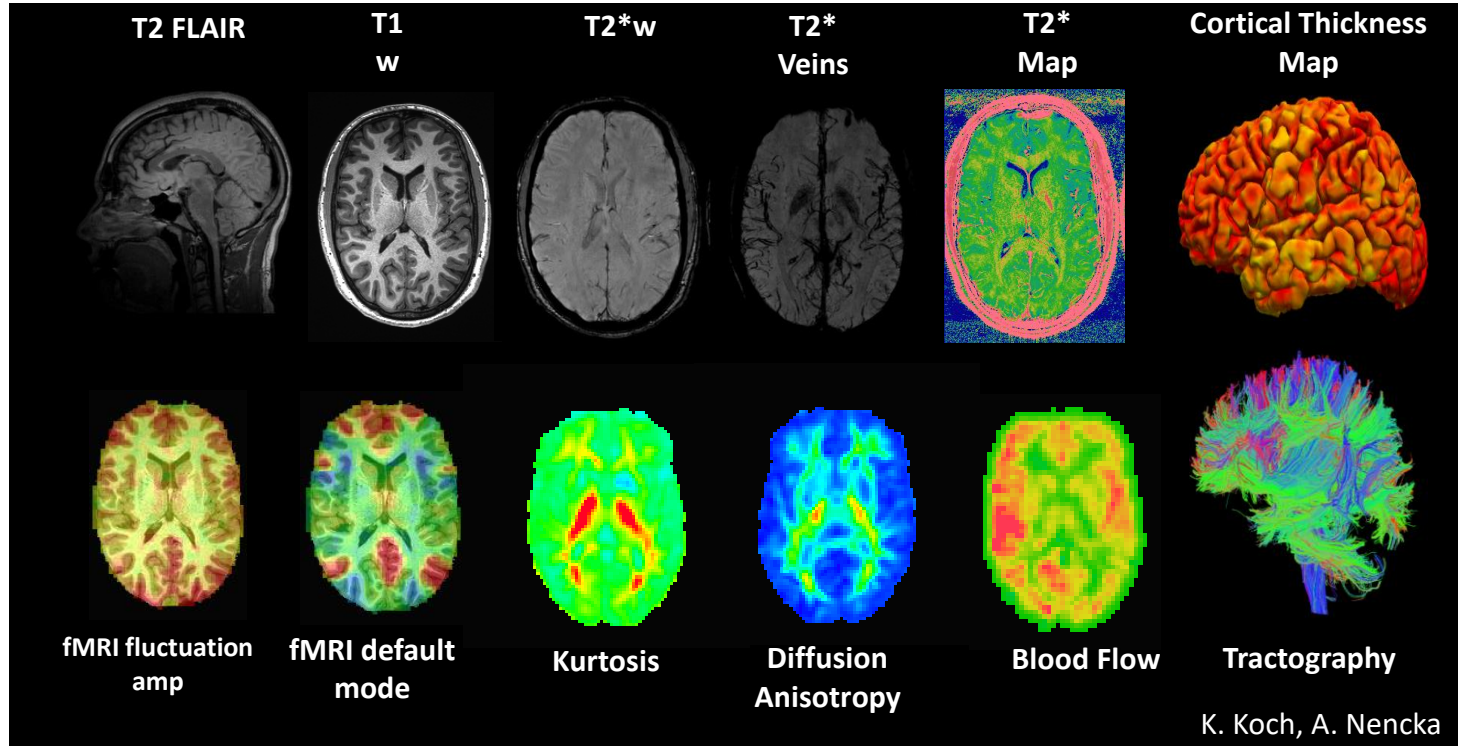 T2 FLAIR
T1
w
T2*w
T2*
Veins
T2*
Map
Cortical Thickness
Map
fMRI fluctuation
amp
fMRI default
mode
Kurtosis
Diffusion
Anisotropy
Blood Flow
Tractography
K. Koch, A. Nencka